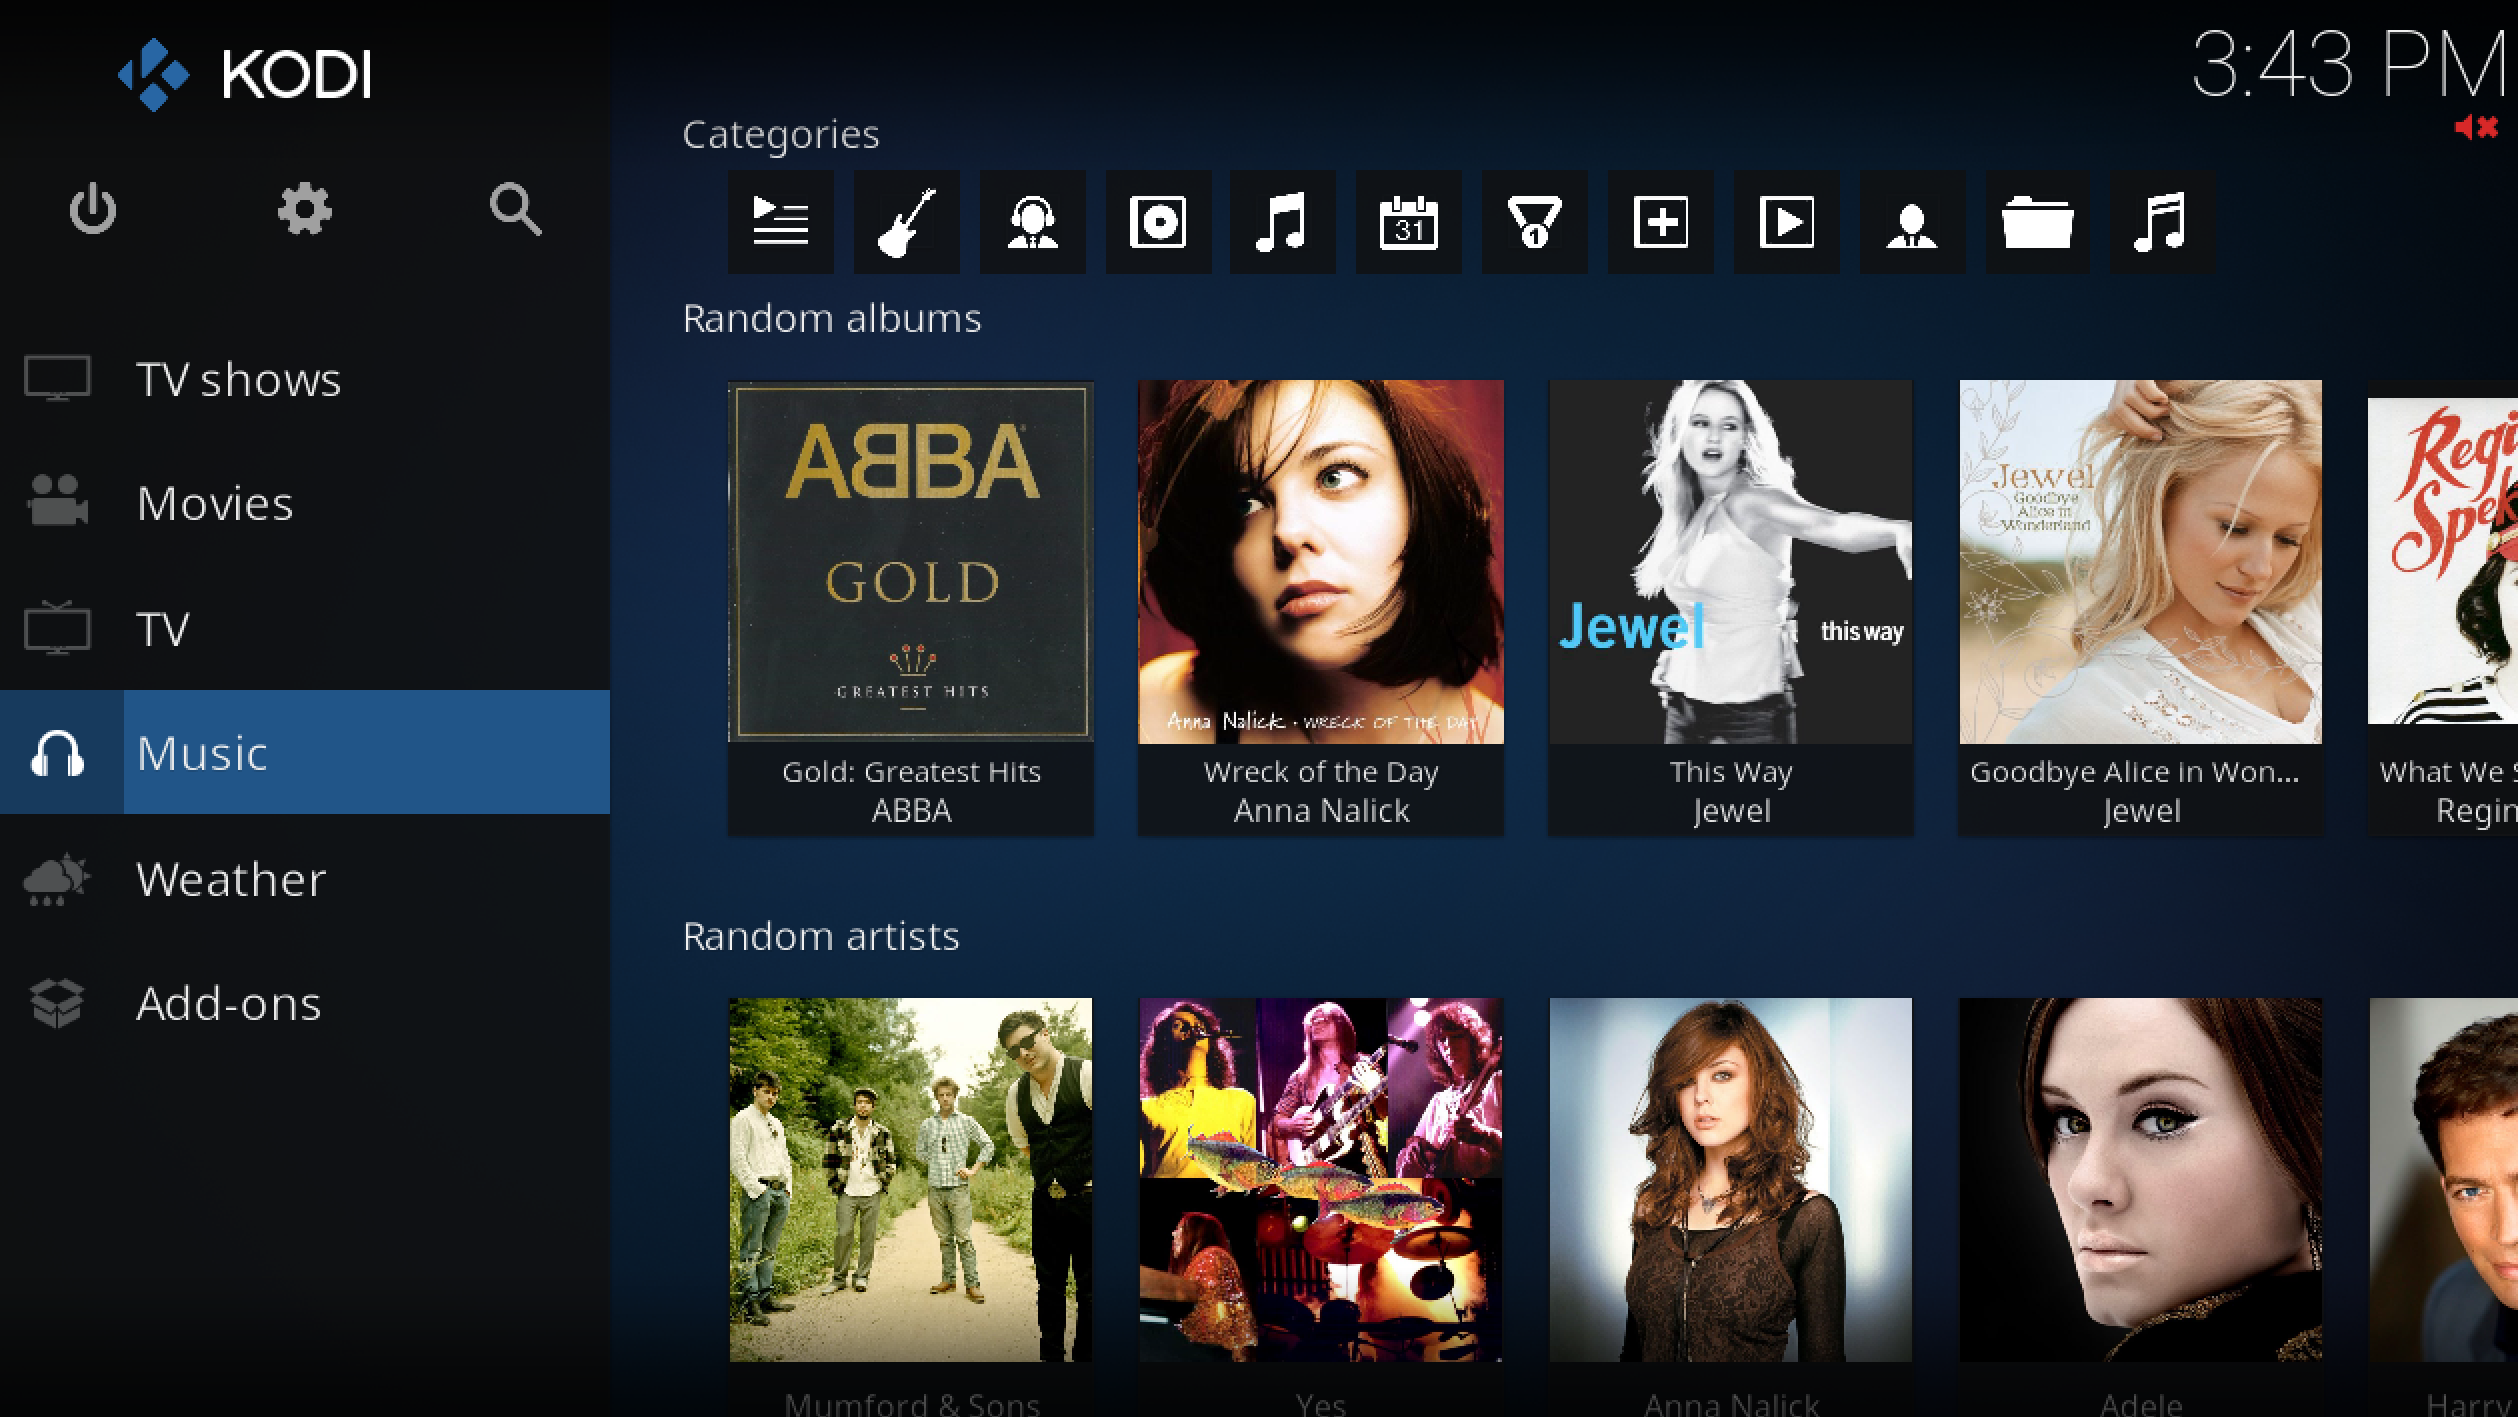 KODI
3:43 PM
Categories
31
1
Random albums
TV shows
Movies
TV
Music
Weather
Add-ons
ABBA
GOLD
GREATEST HITS
Anna Nalick · WRECK OF THE DAY
Jewel
this way
Jewel
Goodbye
Alice in
Wonderland
Regi
Spek
Gold: Greatest Hits
ABBA
Wreck of the Day
Anna Nalick
This Way
Jewel
Goodbye Alice in Won...
Jewel
What We S
Regin
Random artists
Mumford & Sons
Yes
Anna Nalick
Adele
Harry